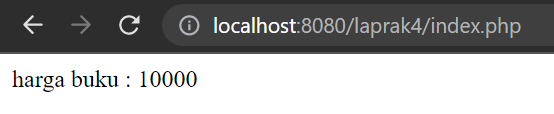 localhost:8080/laprak4/index.php
harga buku : 10000